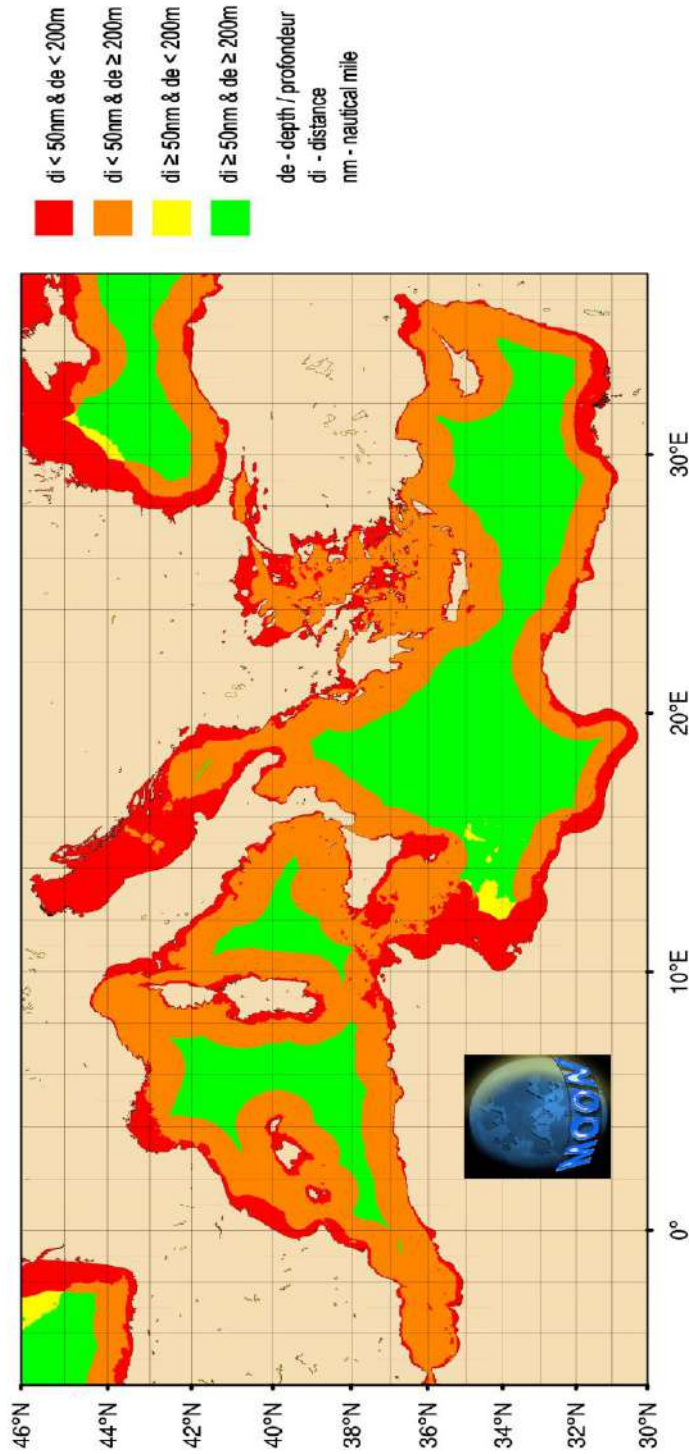 di < 50nm & de < 200m
di < 50nm & de ≥ 200m
di ≥ 50nm & de < 200m
di ≥ 50nm & de ≥ 200m
de - depth / profondeur
di - distance
nm - nautical mile
46°N
44°N
42°N
40°N
38°N
36°N
34°N
32°N
30°N
0°
10°E
20°E
30°E
MOON